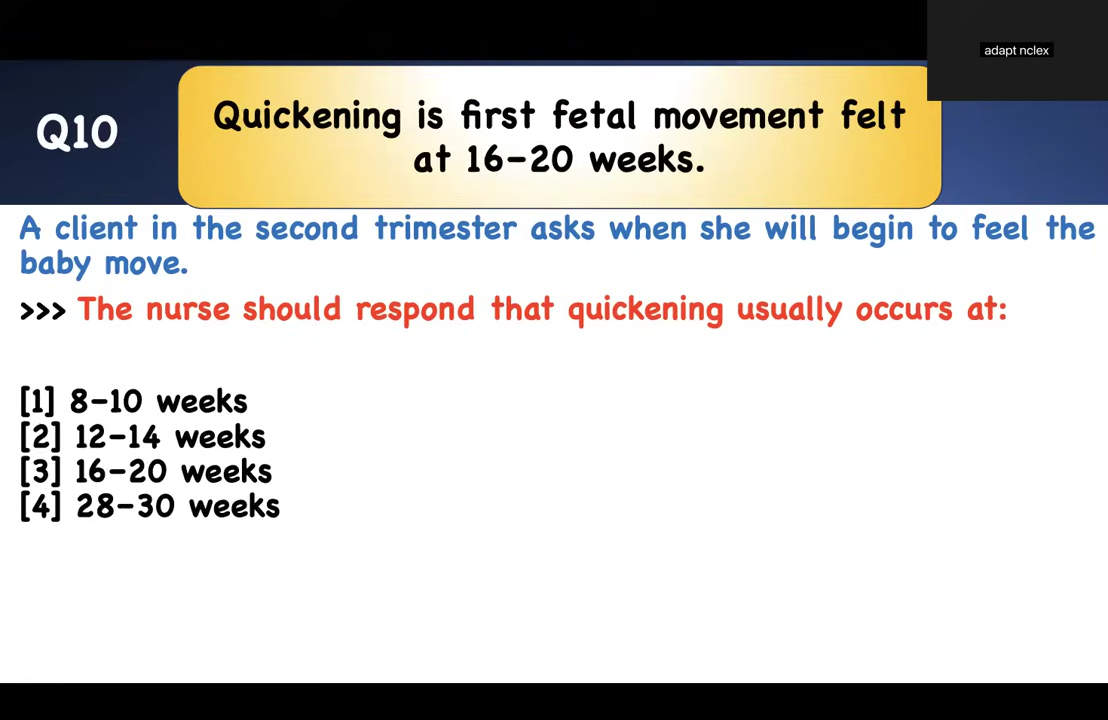 adapt nclex
Q10
Quickening is first fetal movement felt
at 16–20 weeks.
A client in the second trimester asks when she will begin to feel the
baby move.
>>> The nurse should respond that quickening usually occurs at:
[1] 8–10 weeks
[2] 12–14 weeks
[3] 16–20 weeks
[4] 28–30 weeks